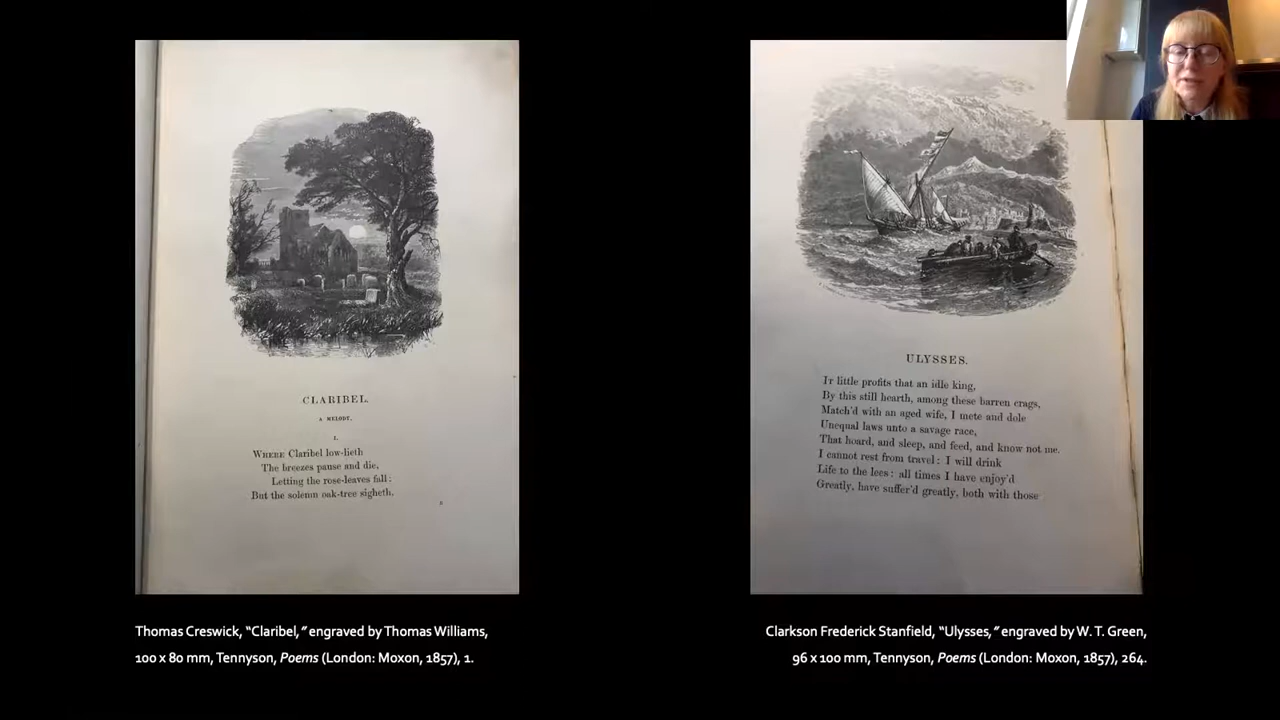 CLARIBEL.
A MELODY.
I.
WHERE Claribel low-lieth
The breezes pause and die,
Letting the rose-leaves fall:
But the solemn oak-tree sigheth,
Thomas Creswick, “Claribel,” engraved by Thomas Williams,
100 x 80 mm, Tennyson, Poems (London: Moxon, 1857), 1.
ULYSSES.
IT little profits that an idle king,
By this still hearth, among these barren crags,
Match'd with an aged wife, I mete and dole
Unequal laws unto a savage race,
That hoard, and sleep, and feed, and know not me.
I cannot rest from travel: I will drink
Life to the lees: all times I have enjoy'd
Greatly, have suffer'd greatly, both with those
Clarkson Frederick Stanfield, “Ulysses,” engraved by W. T. Green,
96 x 100 mm, Tennyson, Poems (London: Moxon, 1857), 264.